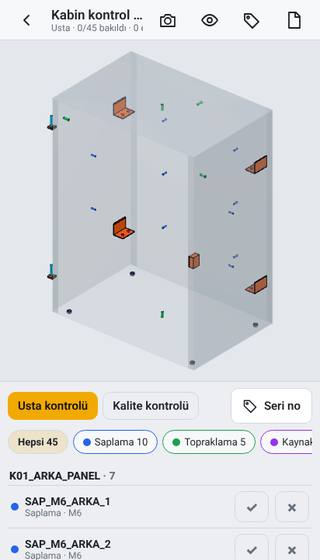 Kabin kontrol ...
Usta · 0/45 bakıldı · 0
Usta kontrolü
Kalite kontrolü
Seri no
Hepsi 45
Saplama 10
Topraklama 5
Kaynak
K01_ARKA_PANEL · 7
SAP_M6_ARKA_1
Saplama · M6
SAP_M6_ARKA_2
Saplama · M6